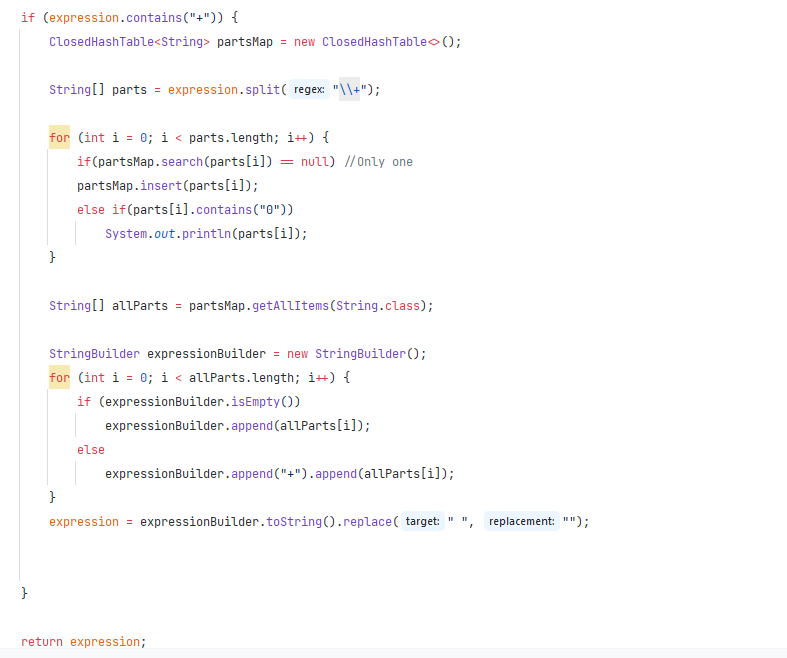 if (expression.contains("+")) {
    ClosedHashTable<String> partsMap = new ClosedHashTable<>();
    String[] parts = expression.split( regex: "\\+");
    for (int i = 0; i < parts.length; i++) {
        if(partsMap.search(parts[i]) == null) //Only one
        partsMap.insert(parts[i]);
        else if(parts[i].contains("0"))
            System.out.println(parts[i]);
    }
    String[] allParts = partsMap.getAllItems(String.class);
    StringBuilder expressionBuilder = new StringBuilder();
    for (int i = 0; i < allParts.length; i++) {
        if (expressionBuilder.isEmpty())
            expressionBuilder.append(allParts[i]);
        else
            expressionBuilder.append("+").append(allParts[i]);
    }
    expression = expressionBuilder.toString().replace( target: " ", replacement: "");
}
return expression;